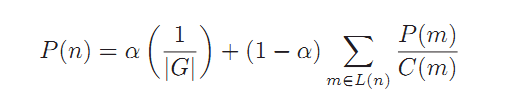 P(n) = α (1/|G|) + (1 − α) ∑_{m∈L(n)} P(m)/C(m)